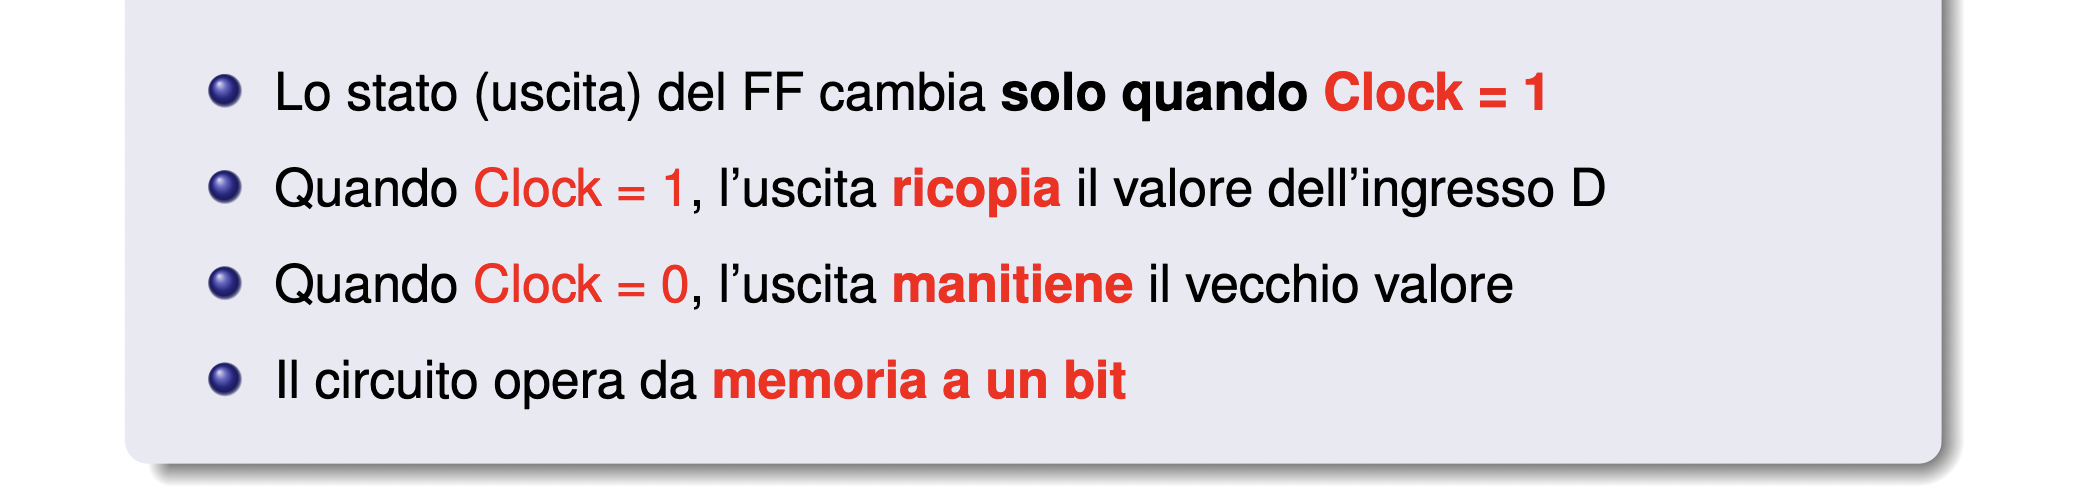 Lo stato (uscita) del FF cambia solo quando Clock = 1
Quando Clock = 1, l'uscita ricopia il valore dell'ingresso D
Quando Clock = 0, l'uscita manitiene il vecchio valore
Il circuito opera da memoria a un bit